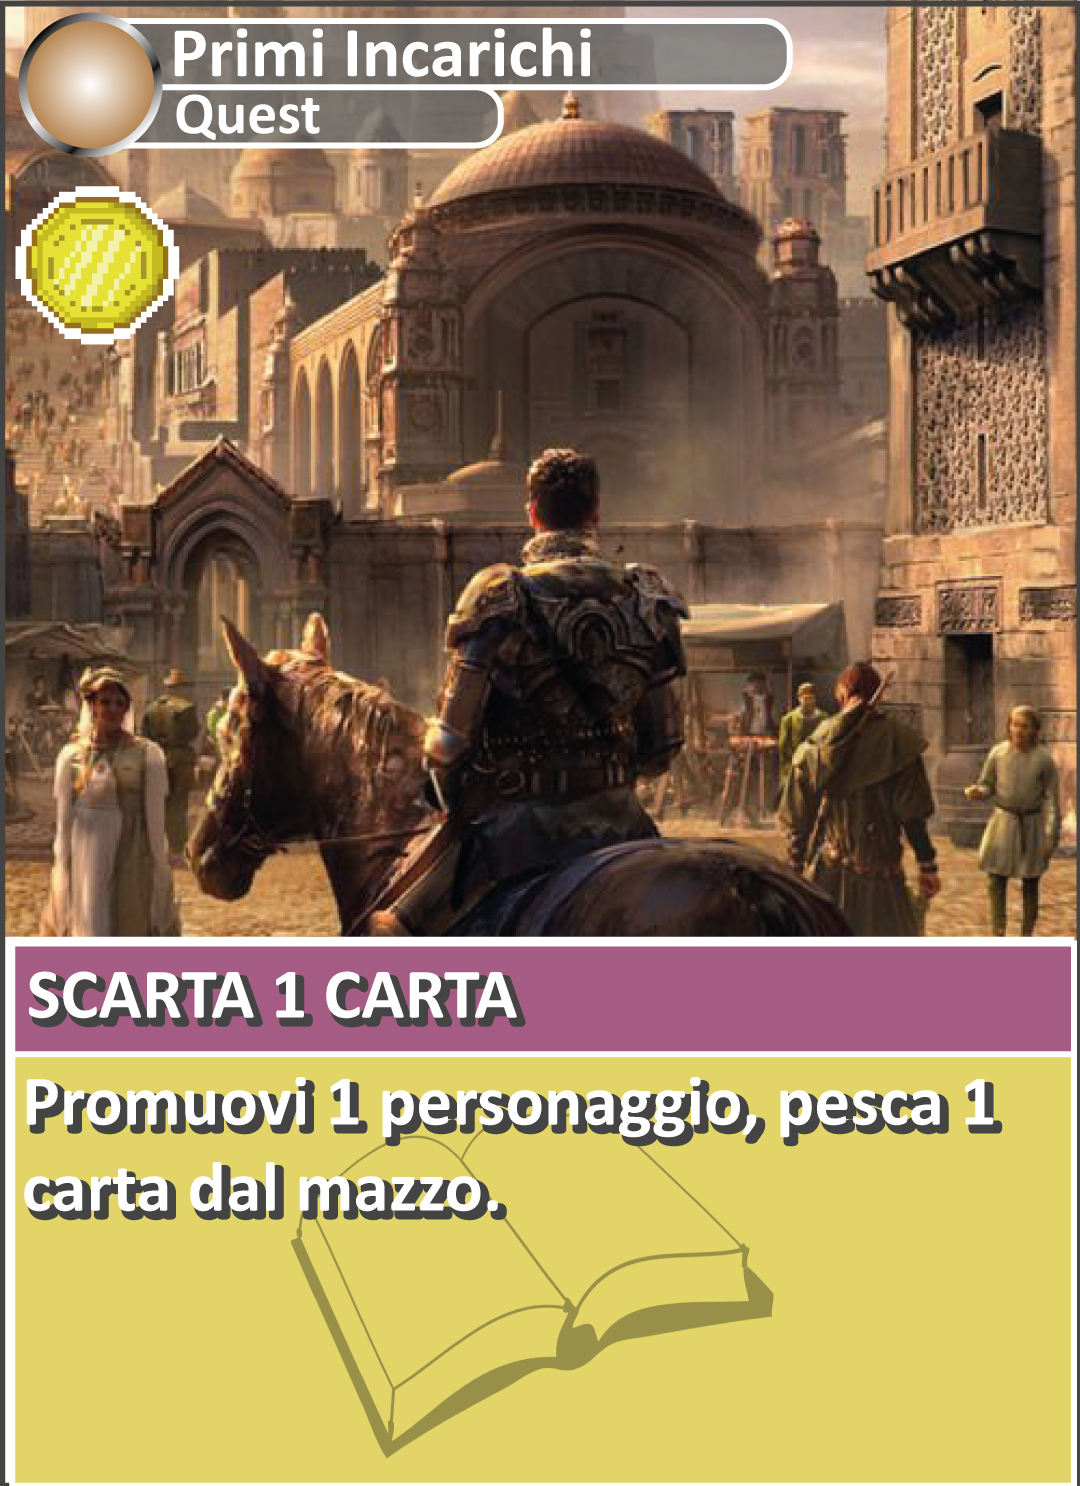 Primi Incarichi
Quest
SCARTA 1 CARTA
Promuovi 1 personaggio, pesca 1
carta dal mazzo.